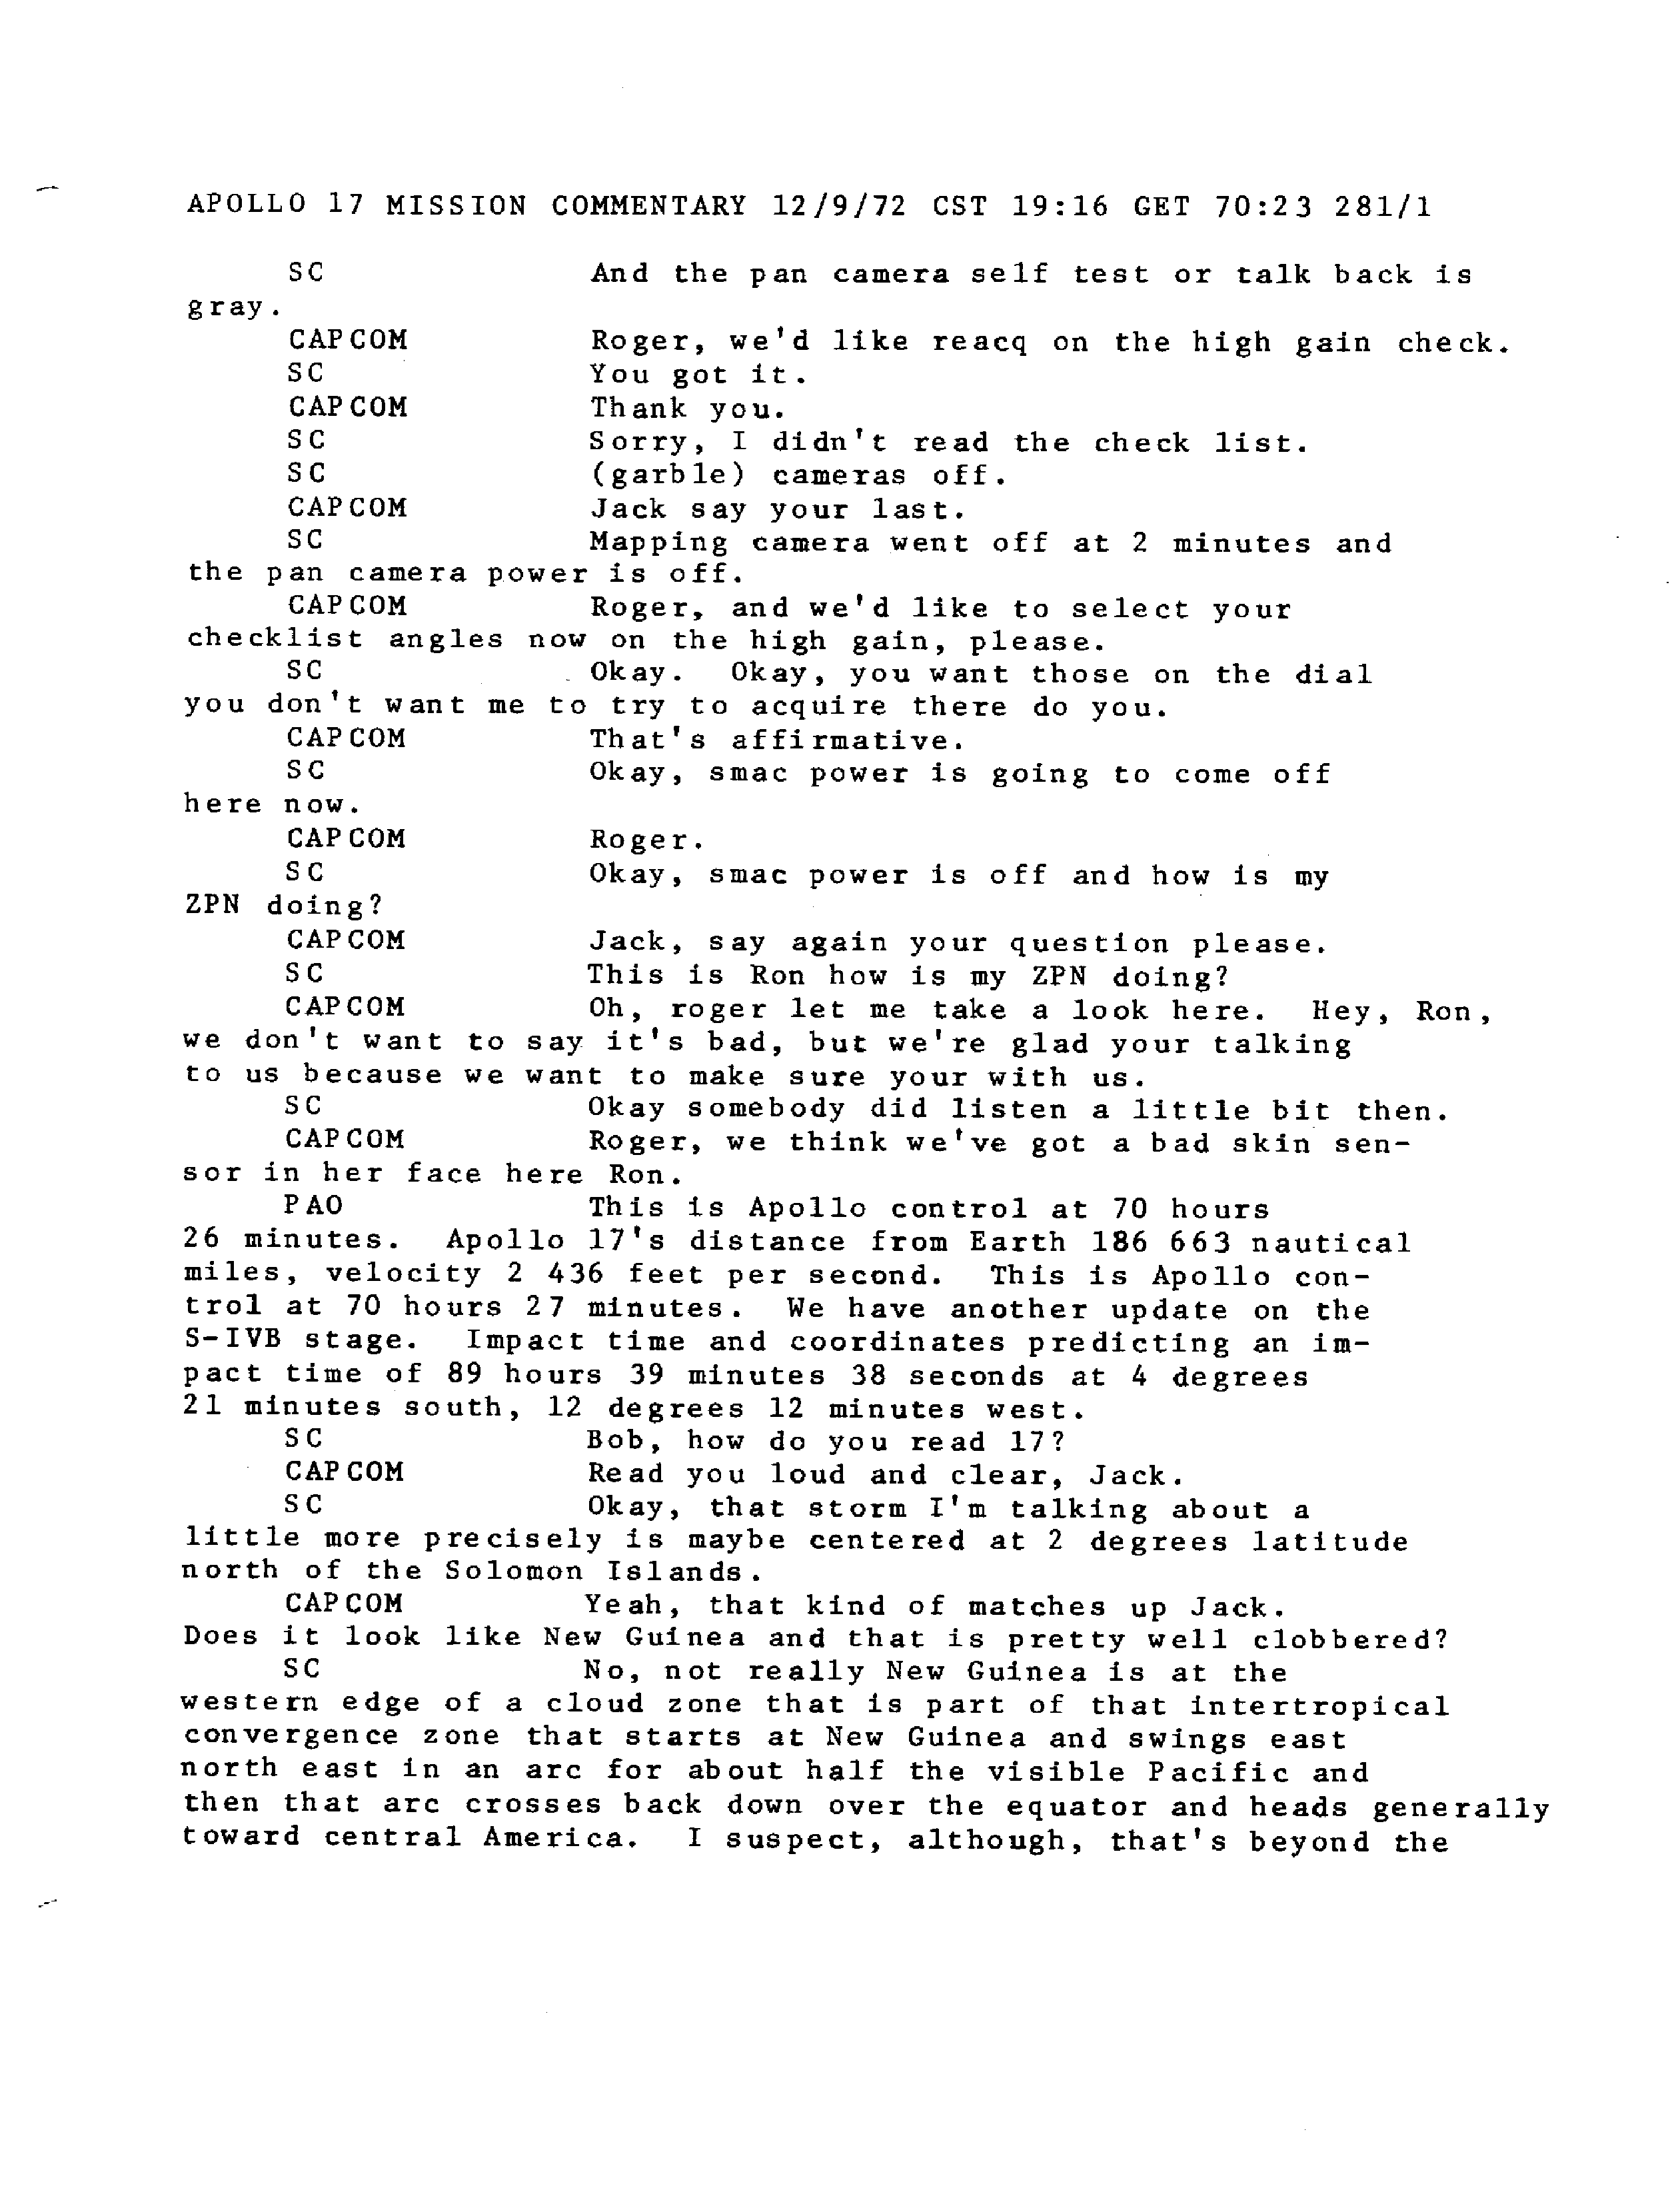 APOLLO 17 MISSION COMMENTARY 12/9/72 CST 19:16 GET 70:23 281/1
SC And the pan camera self test or talk back is
gray.
CAPCOM Roger, we'd like reacq on the high gain check.
SC You got it.
CAPCOM Thank you.
SC Sorry, I didn't read the check list.
SC (garble) cameras off.
CAPCOM Jack say your last.
SC Mapping camera went off at 2 minutes and
the pan camera power is off.
CAPCOM Roger, and we'd like to select your
checklist angles now on the high gain, please.
SC Okay. Okay, you want those on the dial
you don't want me to try to acquire there do you.
CAPCOM That's affirmative.
SC Okay, smac power is going to come off
here now.
CAPCOM Roger.
SC Okay, smac power is off and how is my
ZPN doing?
CAPCOM Jack, say again your question please.
SC This is Ron how is my ZPN doing?
CAPCOM Oh, roger let me take a look here. Hey, Ron,
we don't want to say it's bad, but we're glad your talking
to us because we want to make sure your with us.
SC Okay somebody did listen a little bit then.
CAPCOM Roger, we think we've got a bad skin sen-
sor in her face here Ron.
PAO This is Apollo control at 70 hours
26 minutes. Apollo 17's distance from Earth 186 663 nautical
miles, velocity 2 436 feet per second. This is Apollo con-
trol at 70 hours 27 minutes. We have another update on the
S-IVB stage. Impact time and coordinates predicting an im-
pact time of 89 hours 39 minutes 38 seconds at 4 degrees
21 minutes south, 12 degrees 12 minutes west.
SC Bob, how do you read 17?
CAPCOM Read you loud and clear, Jack.
SC Okay, that storm I'm talking about a
little more precisely is maybe centered at 2 degrees latitude
north of the Solomon Islands.
CAPCOM Yeah, that kind of matches up Jack.
Does it look like New Guinea and that is pretty well clobbered?
SC No, not really New Guinea is at the
western edge of a cloud zone that is part of that intertropical
convergence zone that starts at New Guinea and swings east
north east in an arc for about half the visible Pacific and
then that arc crosses back down over the equator and heads generally
toward central America. I suspect, although, that's beyond the